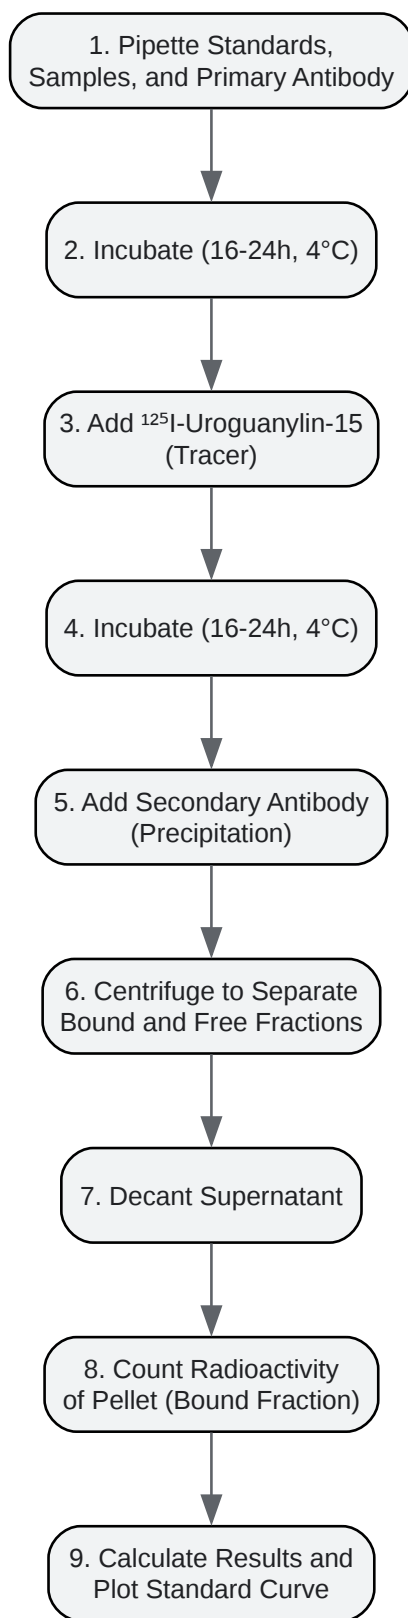 1. Pipette Standards,
Samples, and Primary Antibody
2. Incubate (16-24h, 4°C)
3. Add ¹²⁵I-Uroguanylin-15
(Tracer)
4. Incubate (16-24h, 4°C)
5. Add Secondary Antibody
(Precipitation)
6. Centrifuge to Separate
Bound and Free Fractions
7. Decant Supernatant
8. Count Radioactivity
of Pellet (Bound Fraction)
9. Calculate Results and
Plot Standard Curve